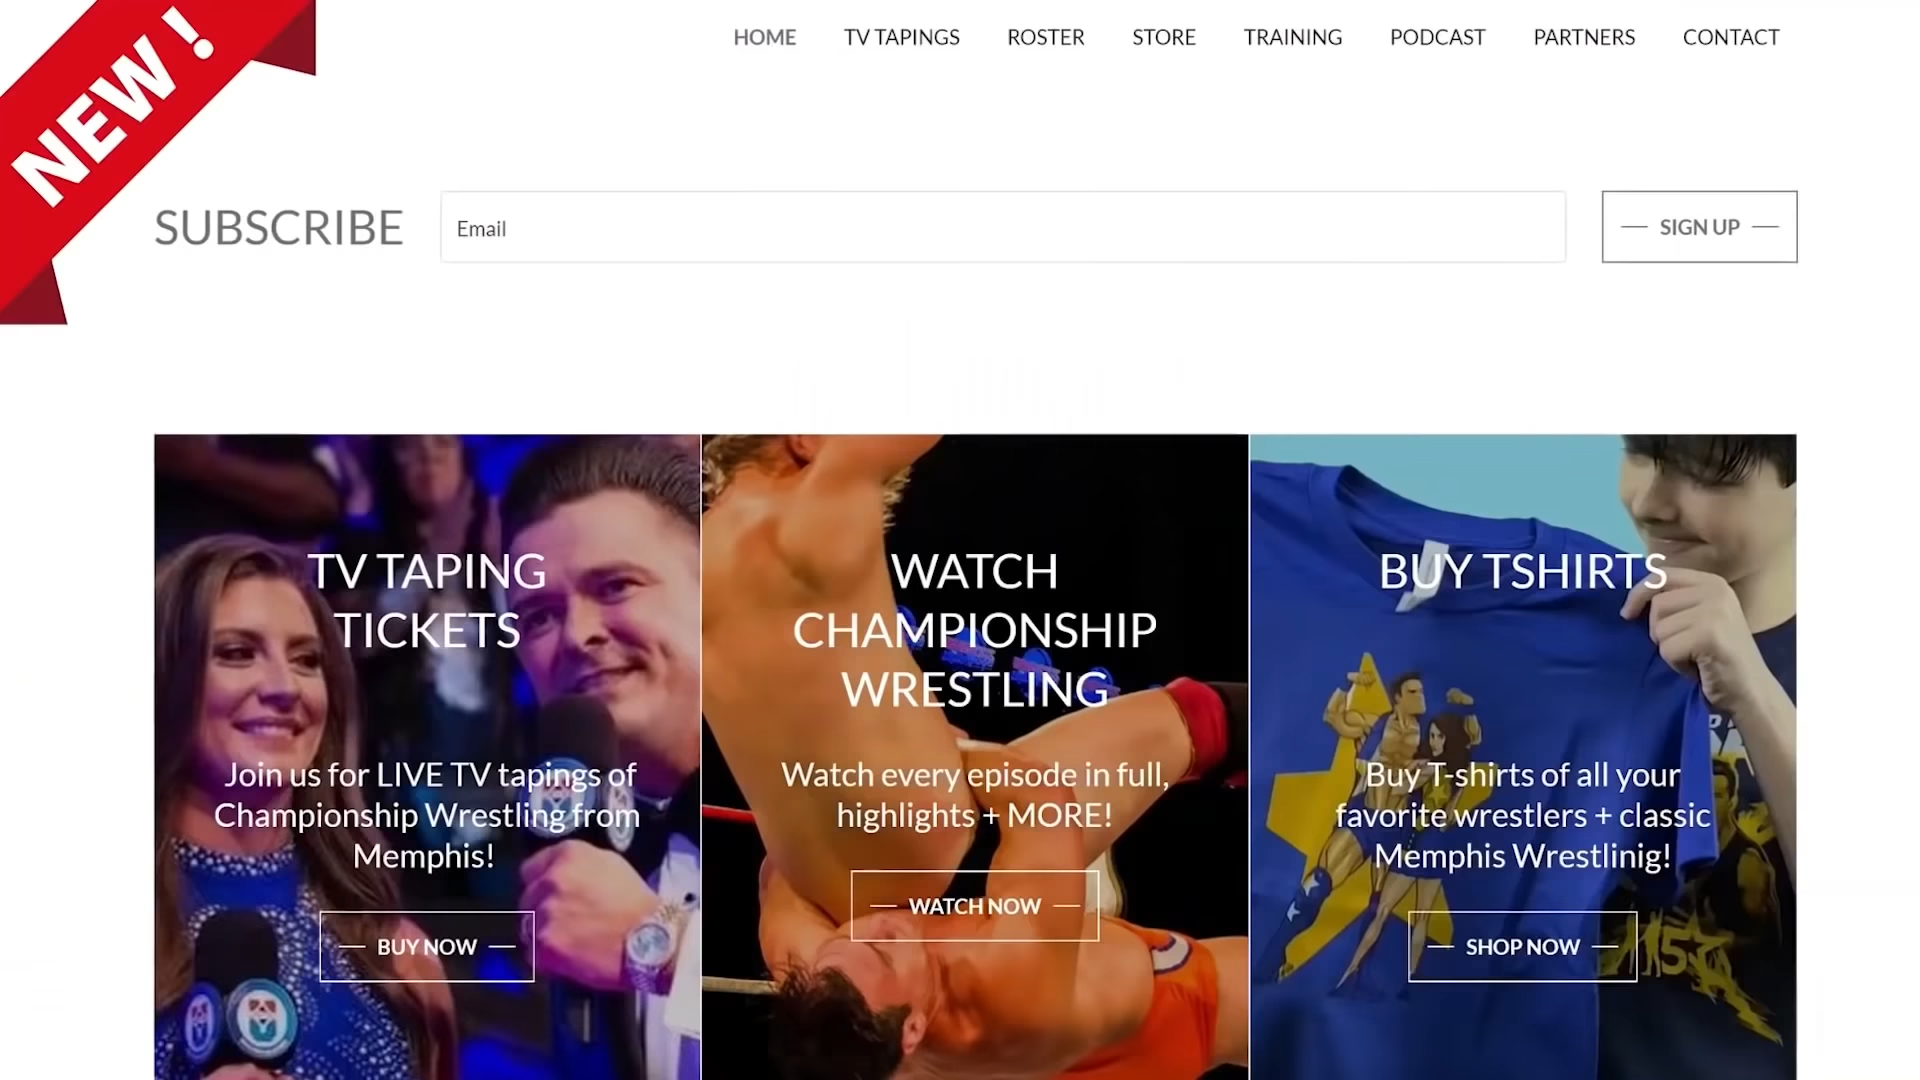 NEW !
HOME TV TAPINGS ROSTER STORE TRAINING PODCAST PARTNERS CONTACT
SUBSCRIBE Email SIGN UP
TV TAPING
TICKETS
Join us for LIVE TV tapings of
Championship Wrestling from
Memphis!
BUY NOW
WATCH
CHAMPIONSHIP
WRESTLING
Watch every episode in full,
highlights + MORE!
WATCH NOW
BUY TSHIRTS
Buy T-shirts of all your
favorite wrestlers + classic
Memphis Wrestlinig!
SHOP NOW